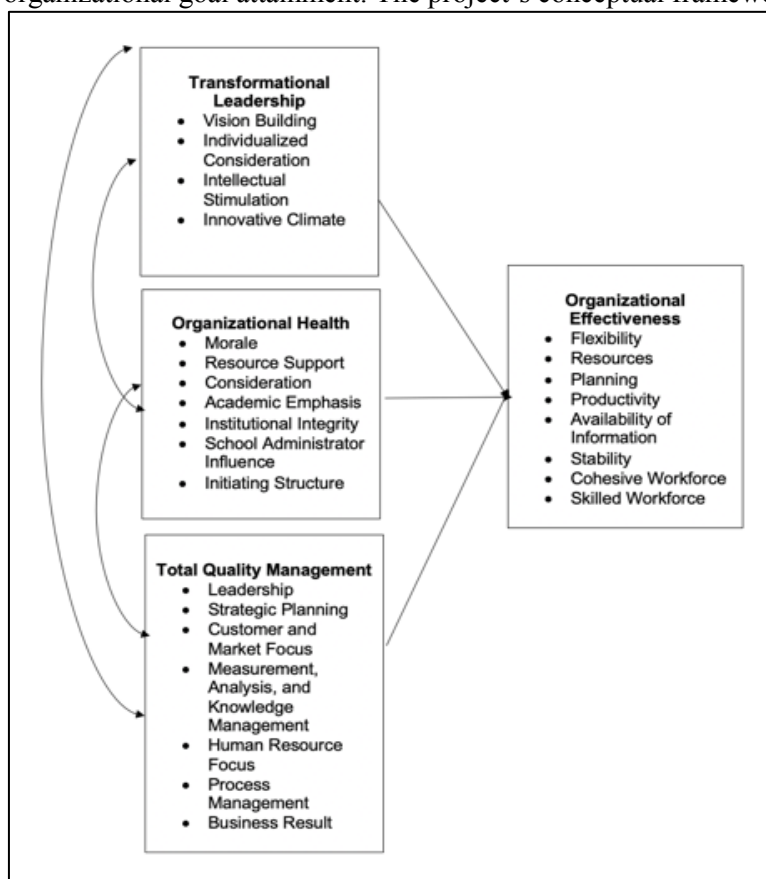 organizational goal attainment. The project's conceptual framewo
Transformational
Leadership
• Vision Building
• Individualized
Consideration
• Intellectual
Stimulation
• Innovative Climate
Organizational Health
• Morale
• Resource Support
• Consideration
• Academic Emphasis
• Institutional Integrity
• School Administrator
Influence
• Initiating Structure
Total Quality Management
• Leadership
• Strategic Planning
• Customer and
Market Focus
• Measurement,
Analysis, and
Knowledge
Management
• Human Resource
Focus
• Process
Management
• Business Result
Organizational
Effectiveness
• Flexibility
• Resources
• Planning
• Productivity
• Availability of
Information
• Stability
• Cohesive Workforce
• Skilled Workforce